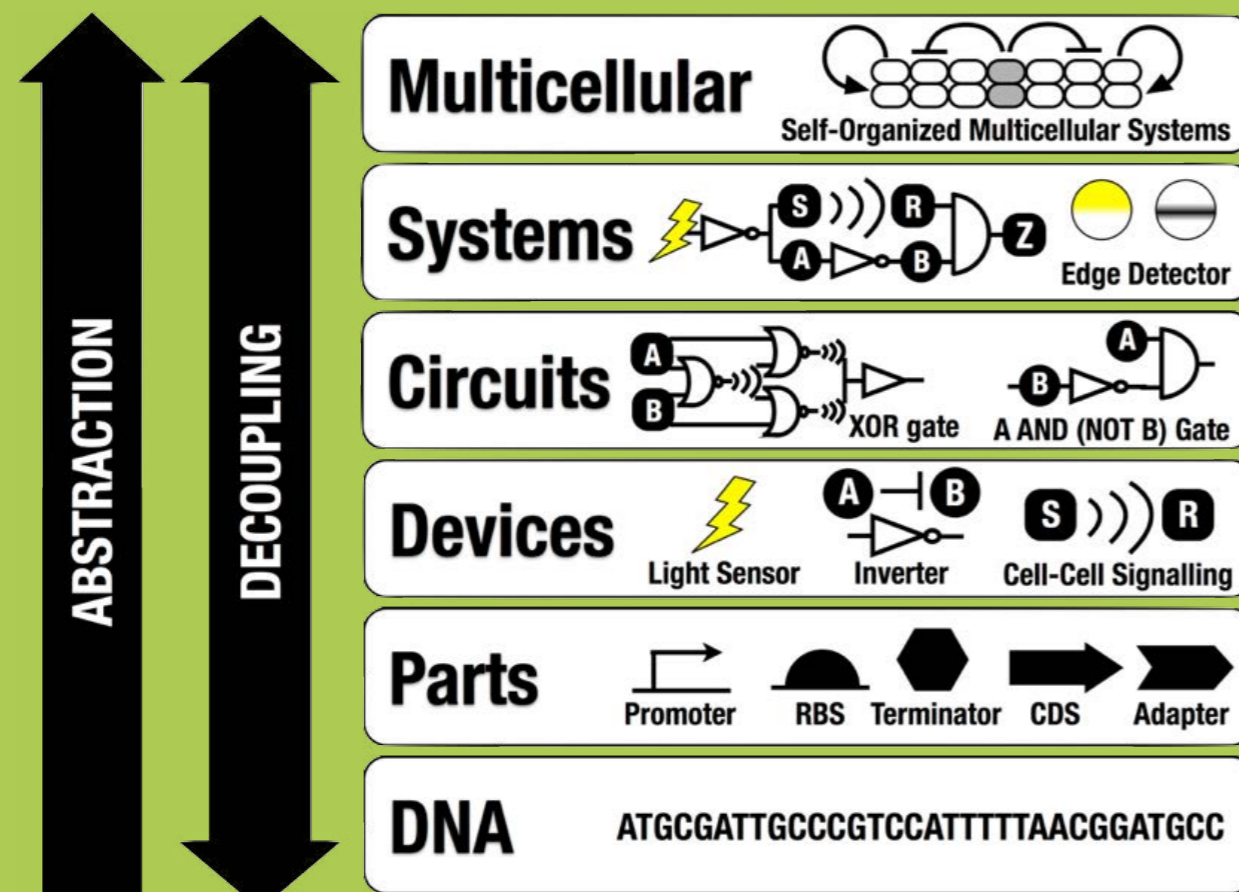 ABSTRACTION
DECOUPLING
Multicellular
Self-Organized Multicellular Systems
Systems
S R
A B Z
Edge Detector
Circuits
A
B
XOR gate
A
B
A AND (NOT B) Gate
Devices
Light Sensor
A B
Inverter
S R
Cell-Cell Signalling
Parts
Promoter RBS Terminator CDS Adapter
DNA
ATGCGATTGCCCGTCCATTTTTAACGGATGCC